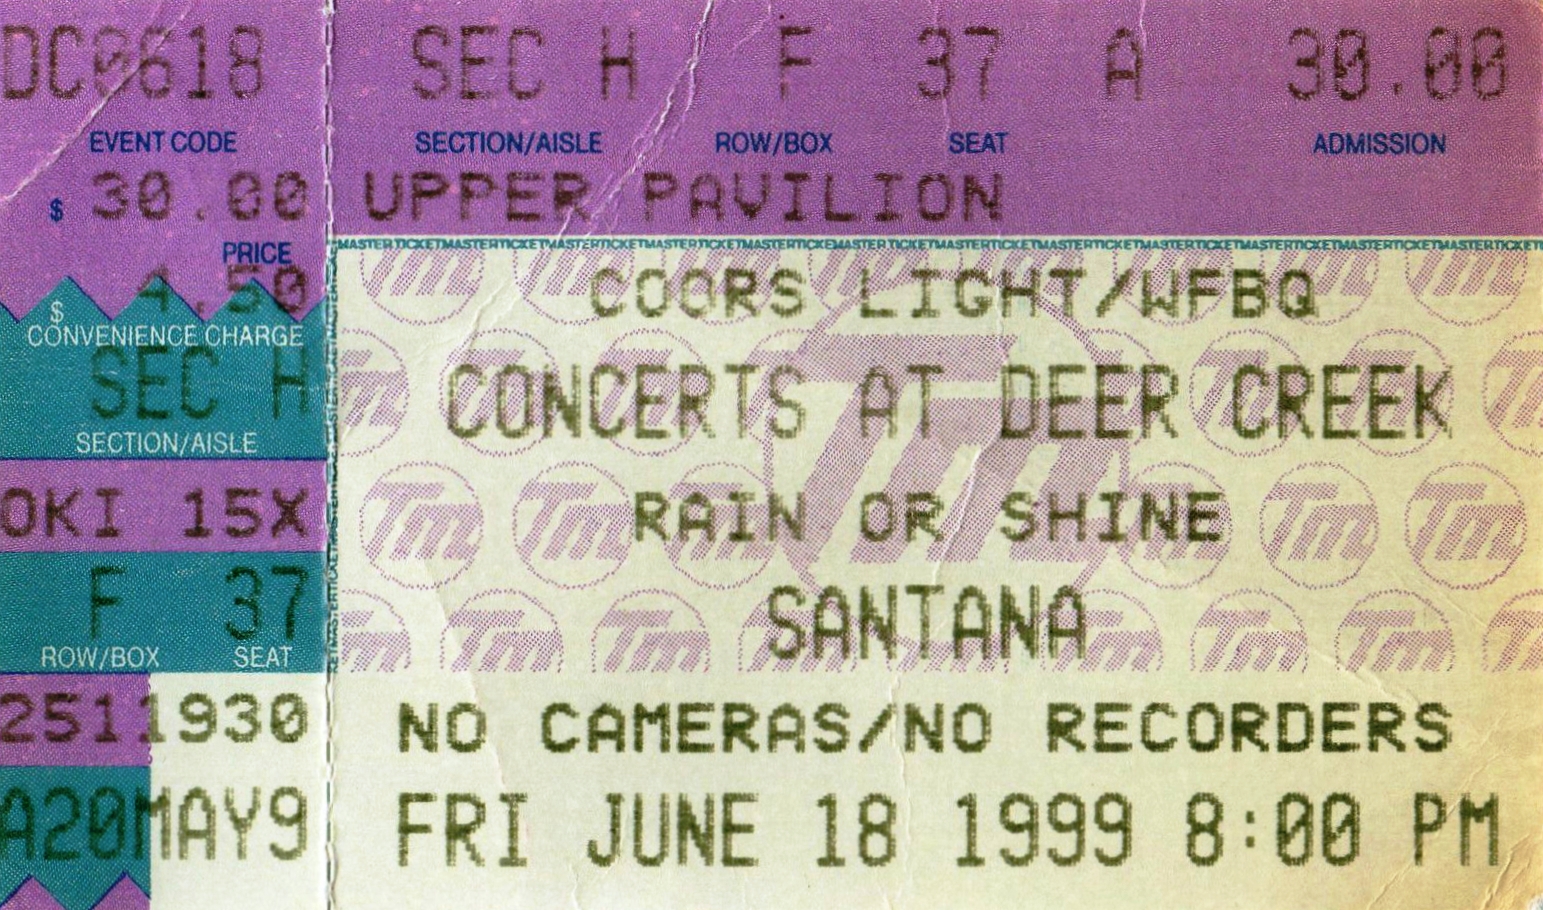 DC0618 SEC H F 37 A 30.00
EVENT CODE SECTION/AISLE ROW/BOX SEAT ADMISSION
$ 30.00 UPPER PAVILION
PRICE
MASTERTICKETMASTERTICKETMASTERTICKETMASTERTICKETMASTERTICKETMASTERTICKETMASTERTICKETMASTERTICKETMASTERTICKETMASTERTICKETMASTERTICKETMASTERTICKET
4.50 COORS LIGHT/WFBQ
$
CONVENIENCE CHARGE
SEC H CONCERTS AT DEER CREEK
SECTION/AISLE
OKI 15X RAIN OR SHINE
F 37 SANTANA
ROW/BOX SEAT
2511930 NO CAMERAS/NO RECORDERS
A20MAY9 FRI JUNE 18 1999 8:00 PM
Tm